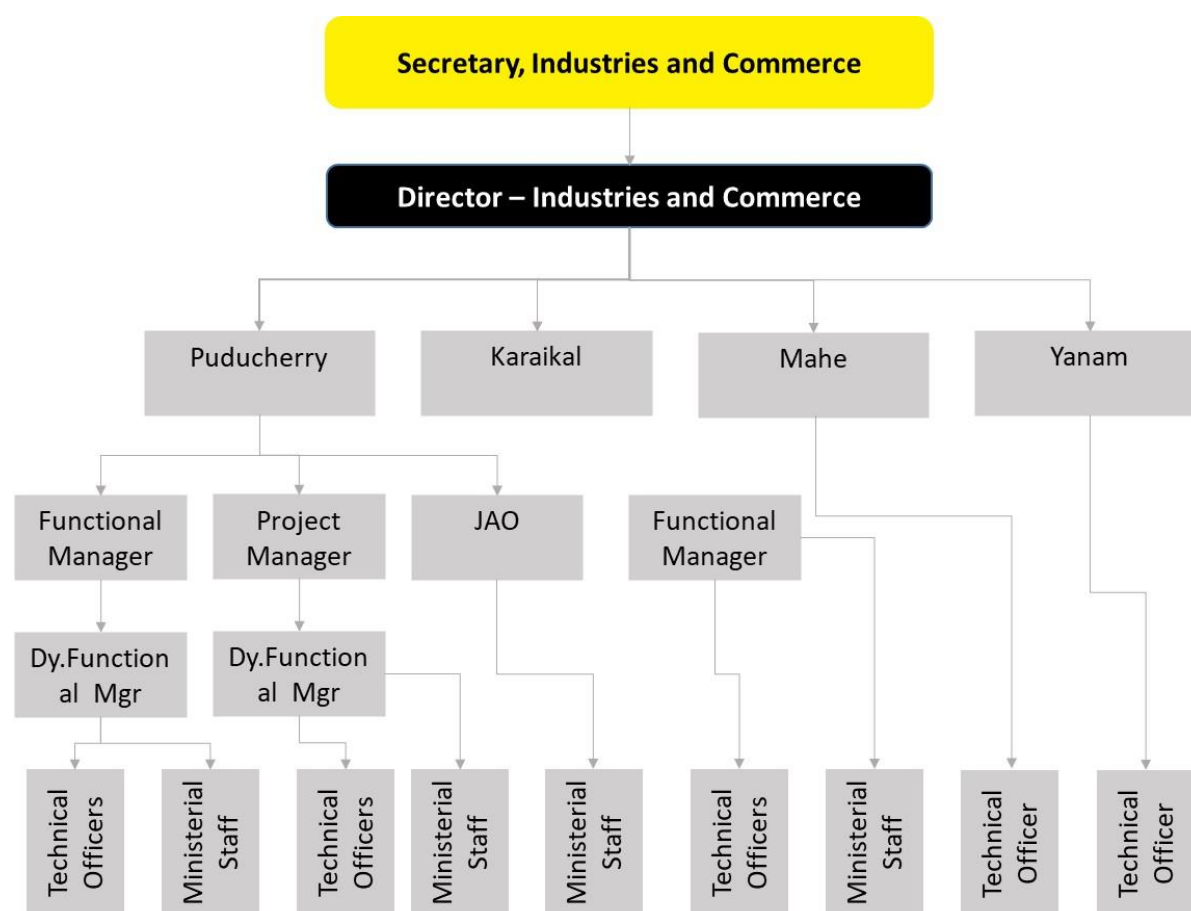 Secretary, Industries and Commerce
Director – Industries and Commerce
Puducherry
Karaikal
Mahe
Yanam
Functional
Manager
Project
Manager
JAO
Functional
Manager
Dy.Function
al Mgr
Dy.Function
al Mgr
Technical
Officers
Ministerial
Staff
Technical
Officers
Ministerial
Staff
Ministerial
Staff
Technical
Officers
Ministerial
Staff
Technical
Officer
Technical
Officer